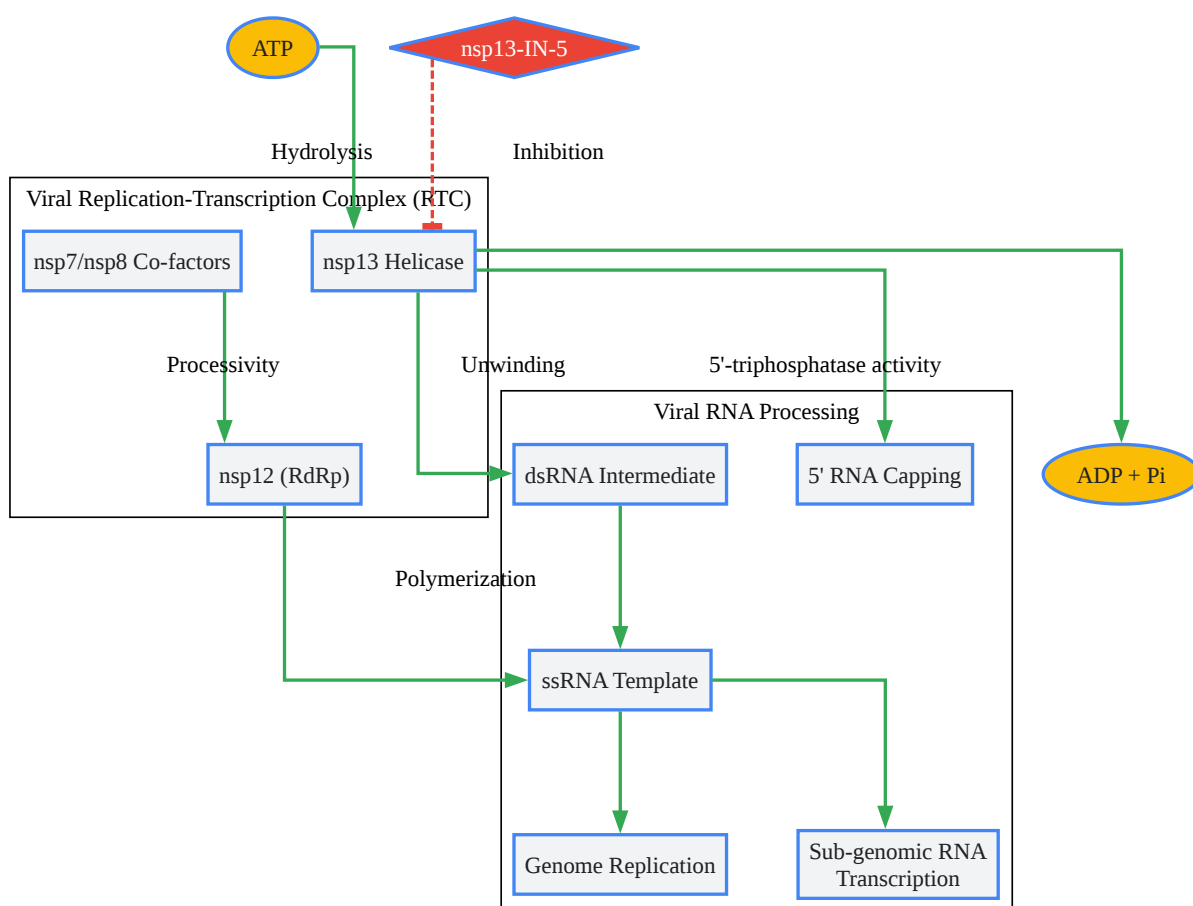 ATP
nsp13-IN-5
Hydrolysis
Inhibition
Viral Replication-Transcription Complex (RTC)
nsp7/nsp8 Co-factors
nsp13 Helicase
Processivity
Unwinding
5'-triphosphatase activity
Viral RNA Processing
nsp12 (RdRp)
dsRNA Intermediate
5' RNA Capping
ADP + Pi
Polymerization
ssRNA Template
Genome Replication
Sub-genomic RNA
Transcription